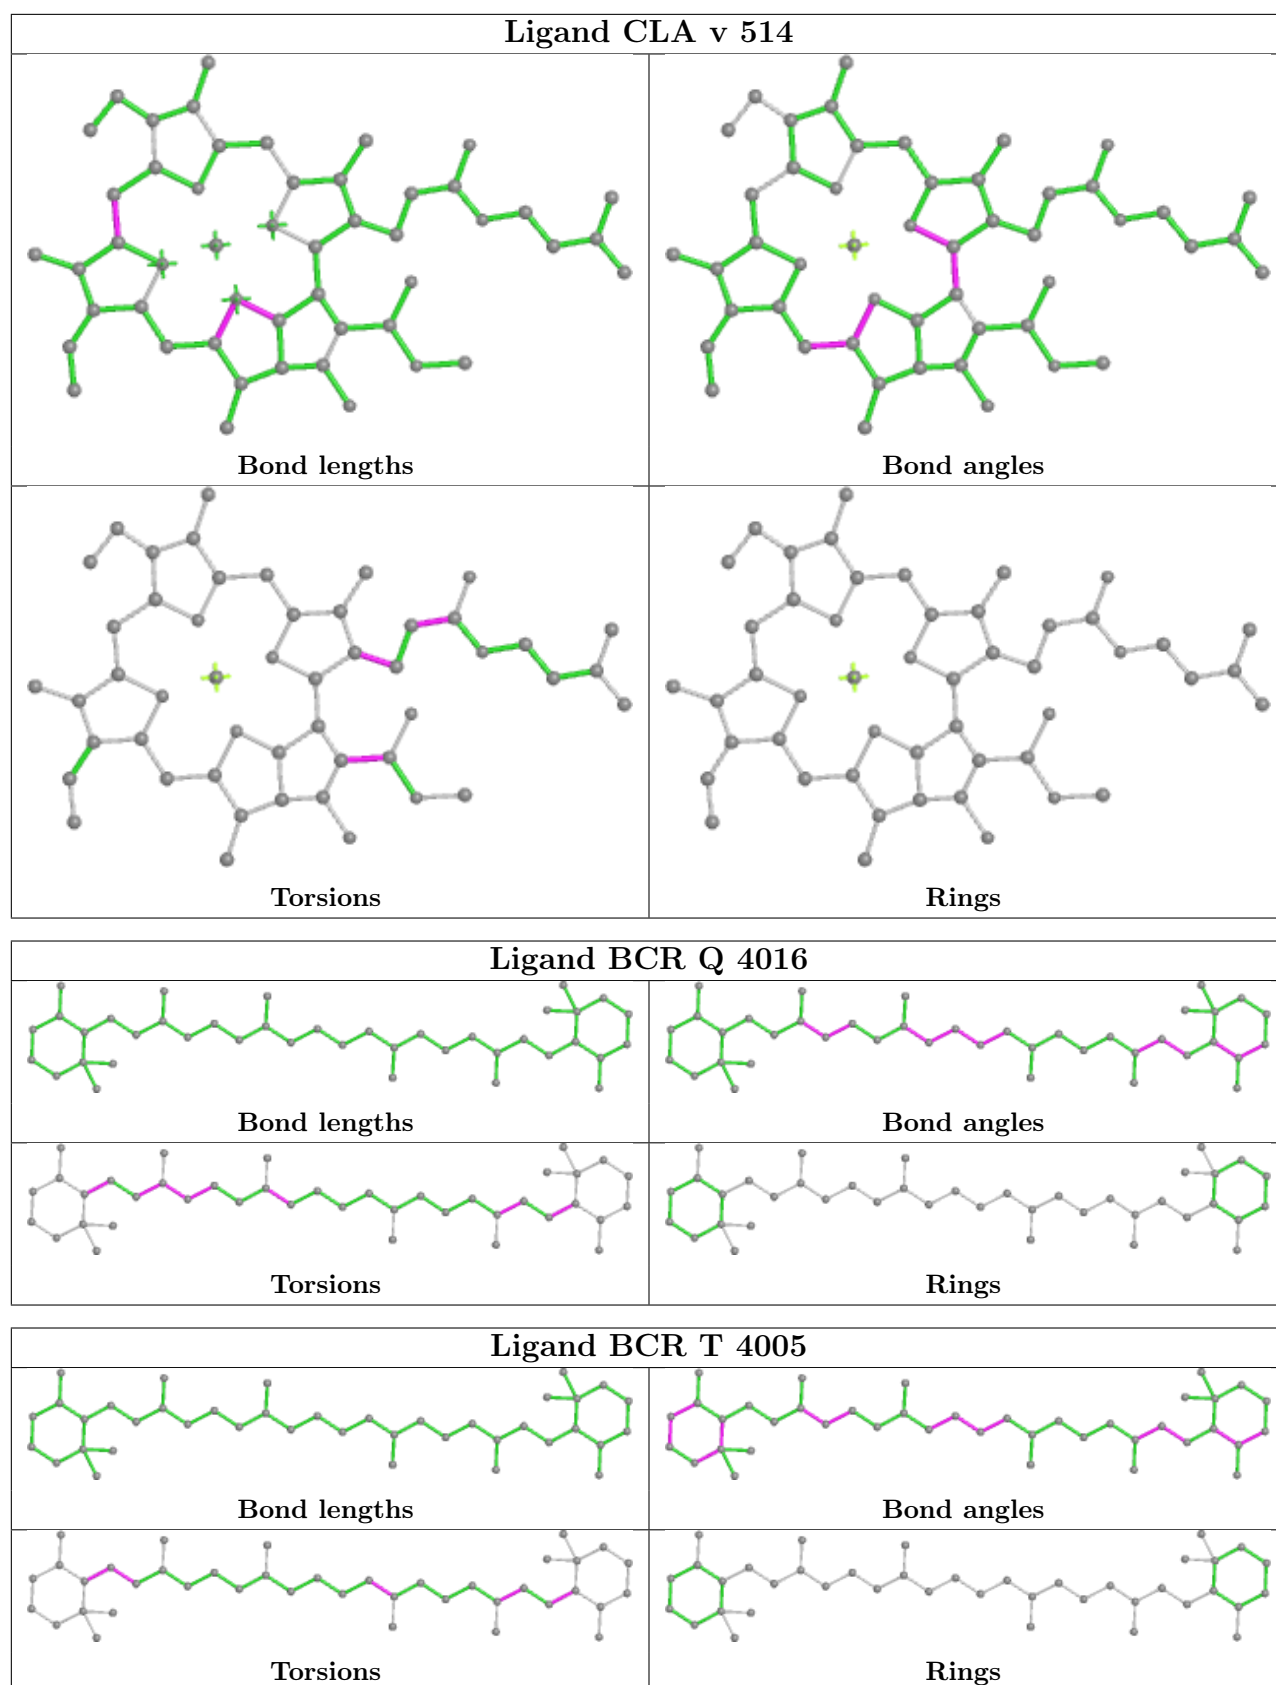 Ligand CLA v 514
Bond lengths
Bond angles
Torsions
Rings
Ligand BCR Q 4016
Bond lengths
Bond angles
Torsions
Rings
Ligand BCR T 4005
Bond lengths
Bond angles
Torsions
Rings